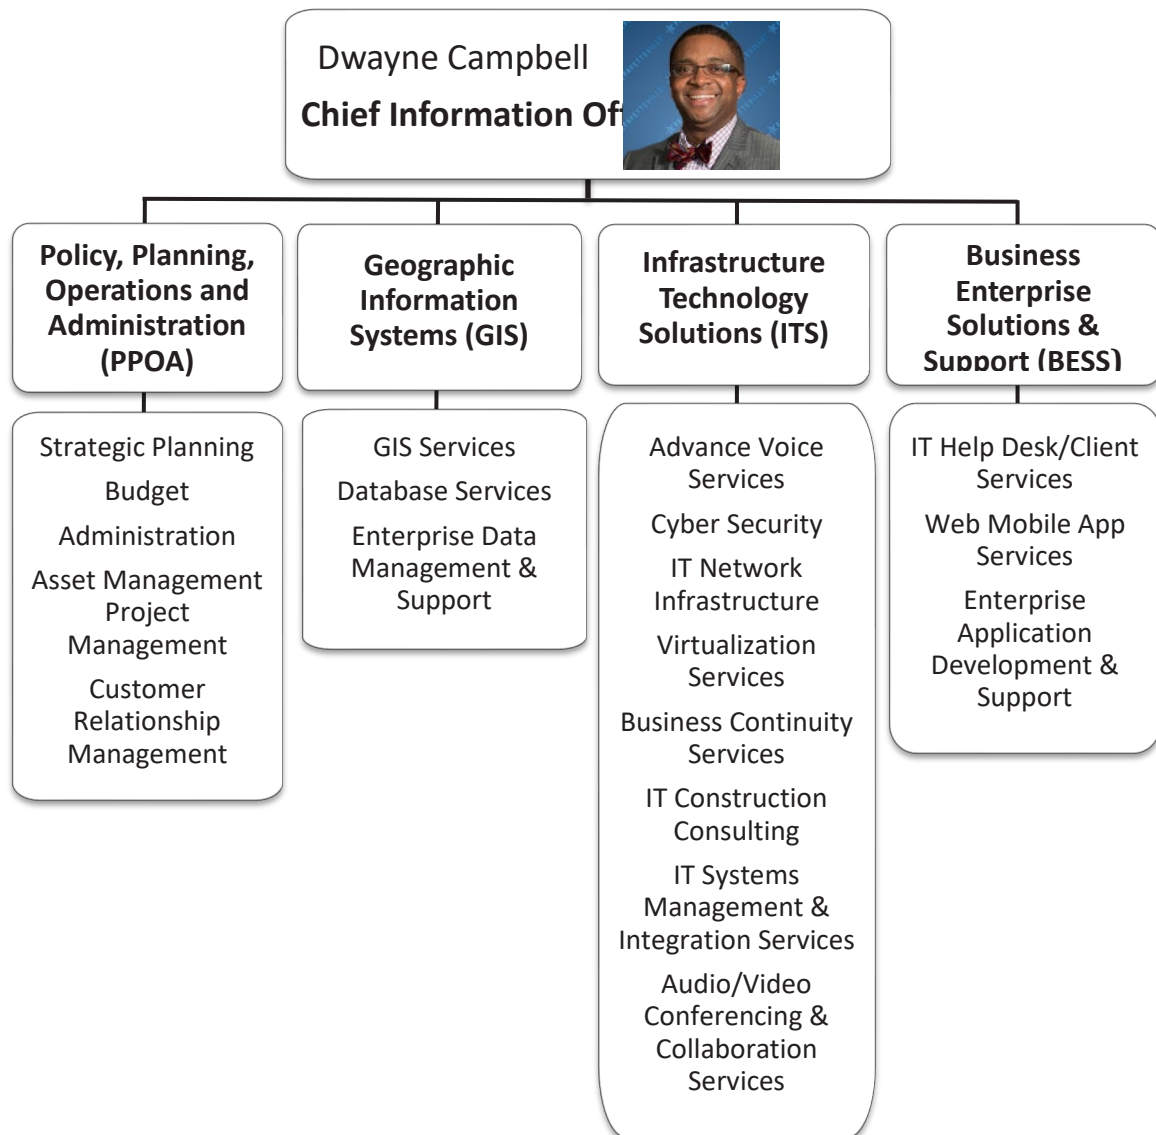 Dwayne Campbell
Chief Information Of
Policy, Planning,
Operations and
Administration
(PPOA)
Geographic
Information
Systems (GIS)
Infrastructure
Technology
Solutions (ITS)
Business
Enterprise
Solutions &
Support (BESS)
Strategic Planning
Budget
Administration
Asset Management
Project
Management
Customer
Relationship
Management
GIS Services
Database Services
Enterprise Data
Management &
Support
Advance Voice
Services
Cyber Security
IT Network
Infrastructure
Virtualization
Services
Business Continuity
Services
IT Construction
Consulting
IT Systems
Management &
Integration Services
Audio/Video
Conferencing &
Collaboration
Services
IT Help Desk/Client
Services
Web Mobile App
Services
Enterprise
Application
Development &
Support